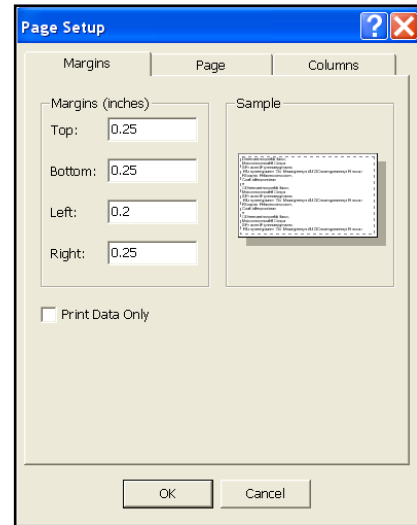 Page Setup
Margins Page Columns
Margins (inches)
Top: 0.25
Bottom: 0.25
Left: 0.2
Right: 0.25
Sample
Print Data Only
OK Cancel